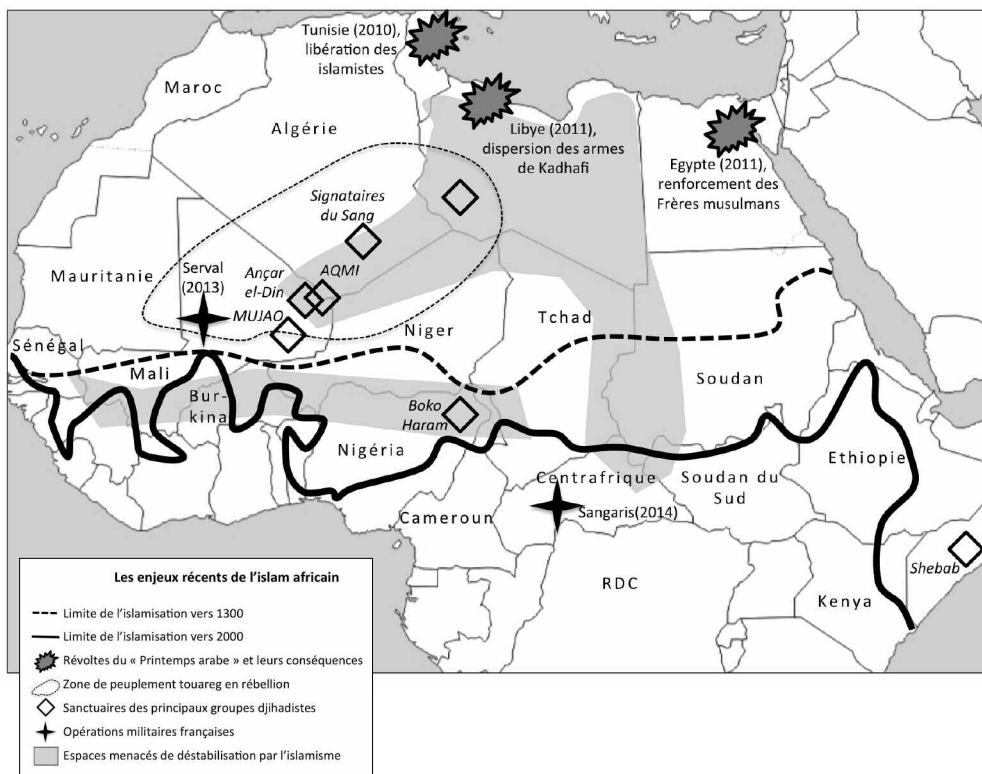 Tunisie (2010),
libération des
islamistes
Maroc
Algérie
Libye (2011),
dispersion des armes
de Kadhafi
Egypte (2011),
renforcement des
Frères musulmans
Signataires
du Sang
Mauritanie
Serval
(2013)
Ançar
el-Din
AQMI
MUJAO
Niger
Tchad
Sénégal
Mali
Bur-
kina
Soudan
Boko
Haram
Nigéria
Ethiopie
Centrafrique
Soudan du
Sud
Cameroun
Sangaris(2014)
Shebab
RDC
Kenya
Les enjeux récents de l’islam africain
Limite de l’islamisation vers 1300
Limite de l’islamisation vers 2000
Révoltes du « Printemps arabe » et leurs conséquences
Zone de peuplement touareg en rébellion
Sanctuaires des principaux groupes djihadistes
Opérations militaires françaises
Espaces menacés de déstabilisation par l’islamisme